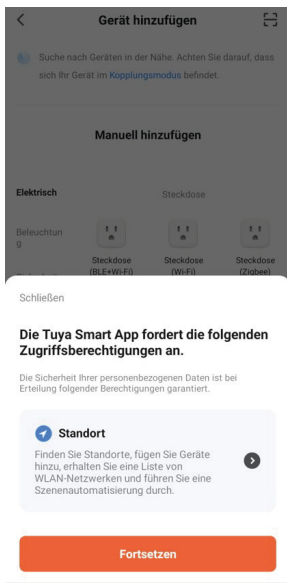 Gerät hinzufügen
Suche nach Geräten in der Nähe. Achten Sie darauf, dass
sich Ihr Gerät im Kopplungsmodus befindet.
Manuell hinzufügen
Elektrisch
Steckdose
Beleuchtun
g
Steckdose
(BLE+Wi-Fi)
Steckdose
(Wi-Fi)
Steckdose
(Zigbee)
Schließen
Die Tuya Smart App fordert die folgenden
Zugriffsberechtigungen an.
Die Sicherheit Ihrer personenbezogenen Daten ist bei
Erteilung folgender Berechtigungen garantiert.
Standort
Finden Sie Standorte, fügen Sie Geräte
hinzu, erhalten Sie eine Liste von
WLAN-Netzwerken und führen Sie eine
Szenenautomatisierung durch.
Fortsetzen